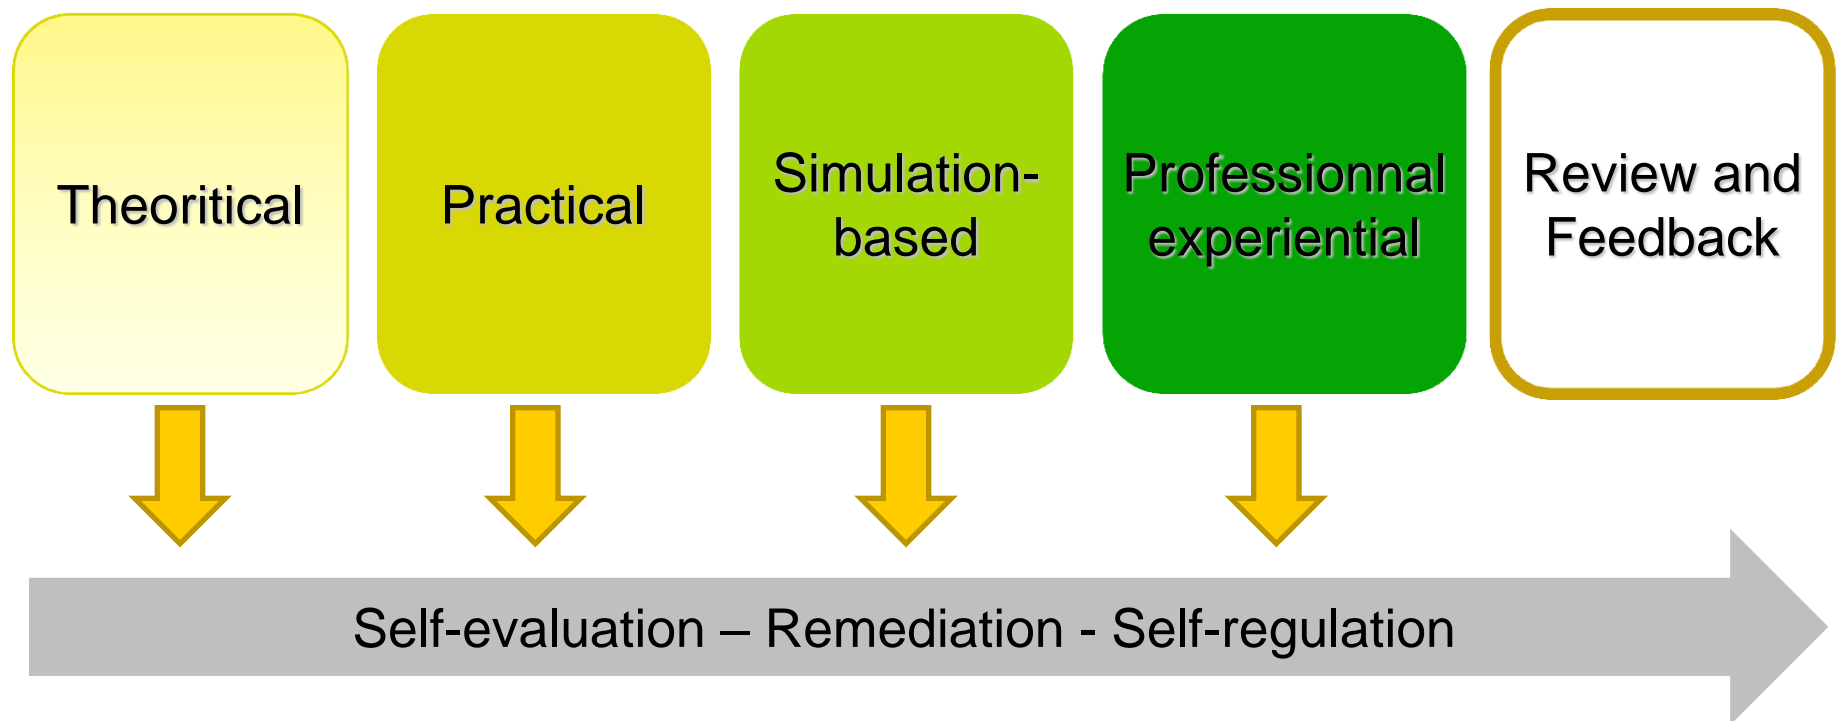 Theoritical
Practical
Simulation-
based
Professionnal
experiential
Review and
Feedback
Self-evaluation – Remediation - Self-regulation